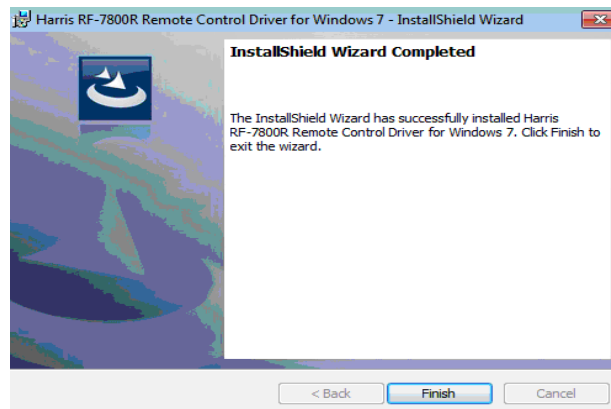 Harris RF-7800R Remote Control Driver for Windows 7 - InstallShield Wizard
InstallShield Wizard Completed
The InstallShield Wizard has successfully installed Harris
RF-7800R Remote Control Driver for Windows 7. Click Finish to
exit the wizard.
< Back
Finish
Cancel